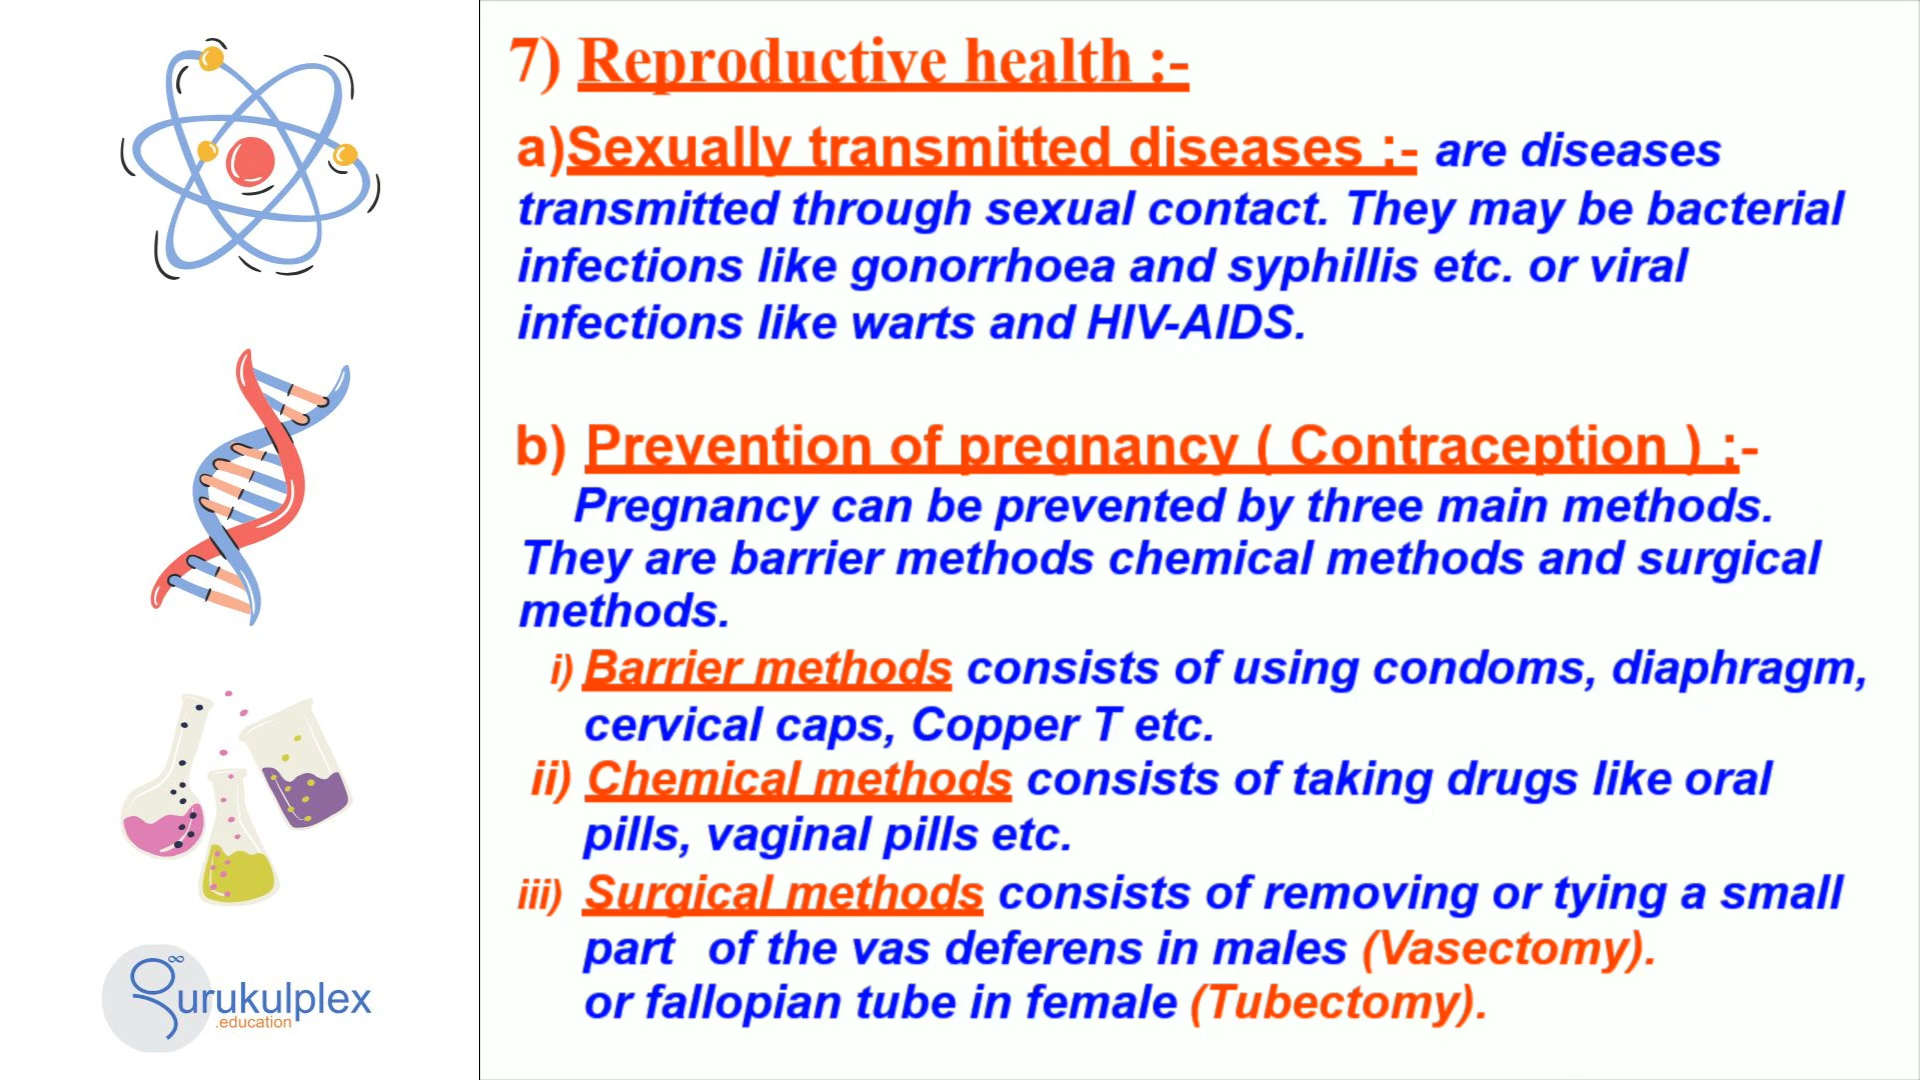 7) Reproductive health :-
a)Sexually transmitted diseases :- are diseases
transmitted through sexual contact. They may be bacterial
infections like gonorrhoea and syphillis etc. or viral
infections like warts and HIV-AIDS.
b) Prevention of pregnancy ( Contraception ) :-
Pregnancy can be prevented by three main methods.
They are barrier methods chemical methods and surgical
methods.
i) Barrier methods consists of using condoms, diaphragm,
cervical caps, Copper T etc.
ii) Chemical methods consists of taking drugs like oral
pills, vaginal pills etc.
iii) Surgical methods consists of removing or tying a small
part of the vas deferens in males (Vasectomy).
or fallopian tube in female (Tubectomy).
gurukulplex
.education